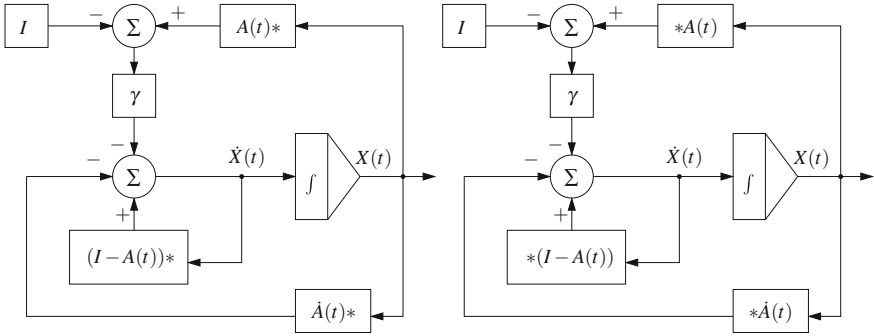 I − Σ + A(t)∗
γ
−
− Σ Ẋ(t) ∫ X(t)
+
(I − A(t))∗
Ȧ(t)∗
I − Σ + ∗A(t)
γ
−
− Σ Ẋ(t) ∫ X(t)
+
∗(I − A(t))
∗Ȧ(t)